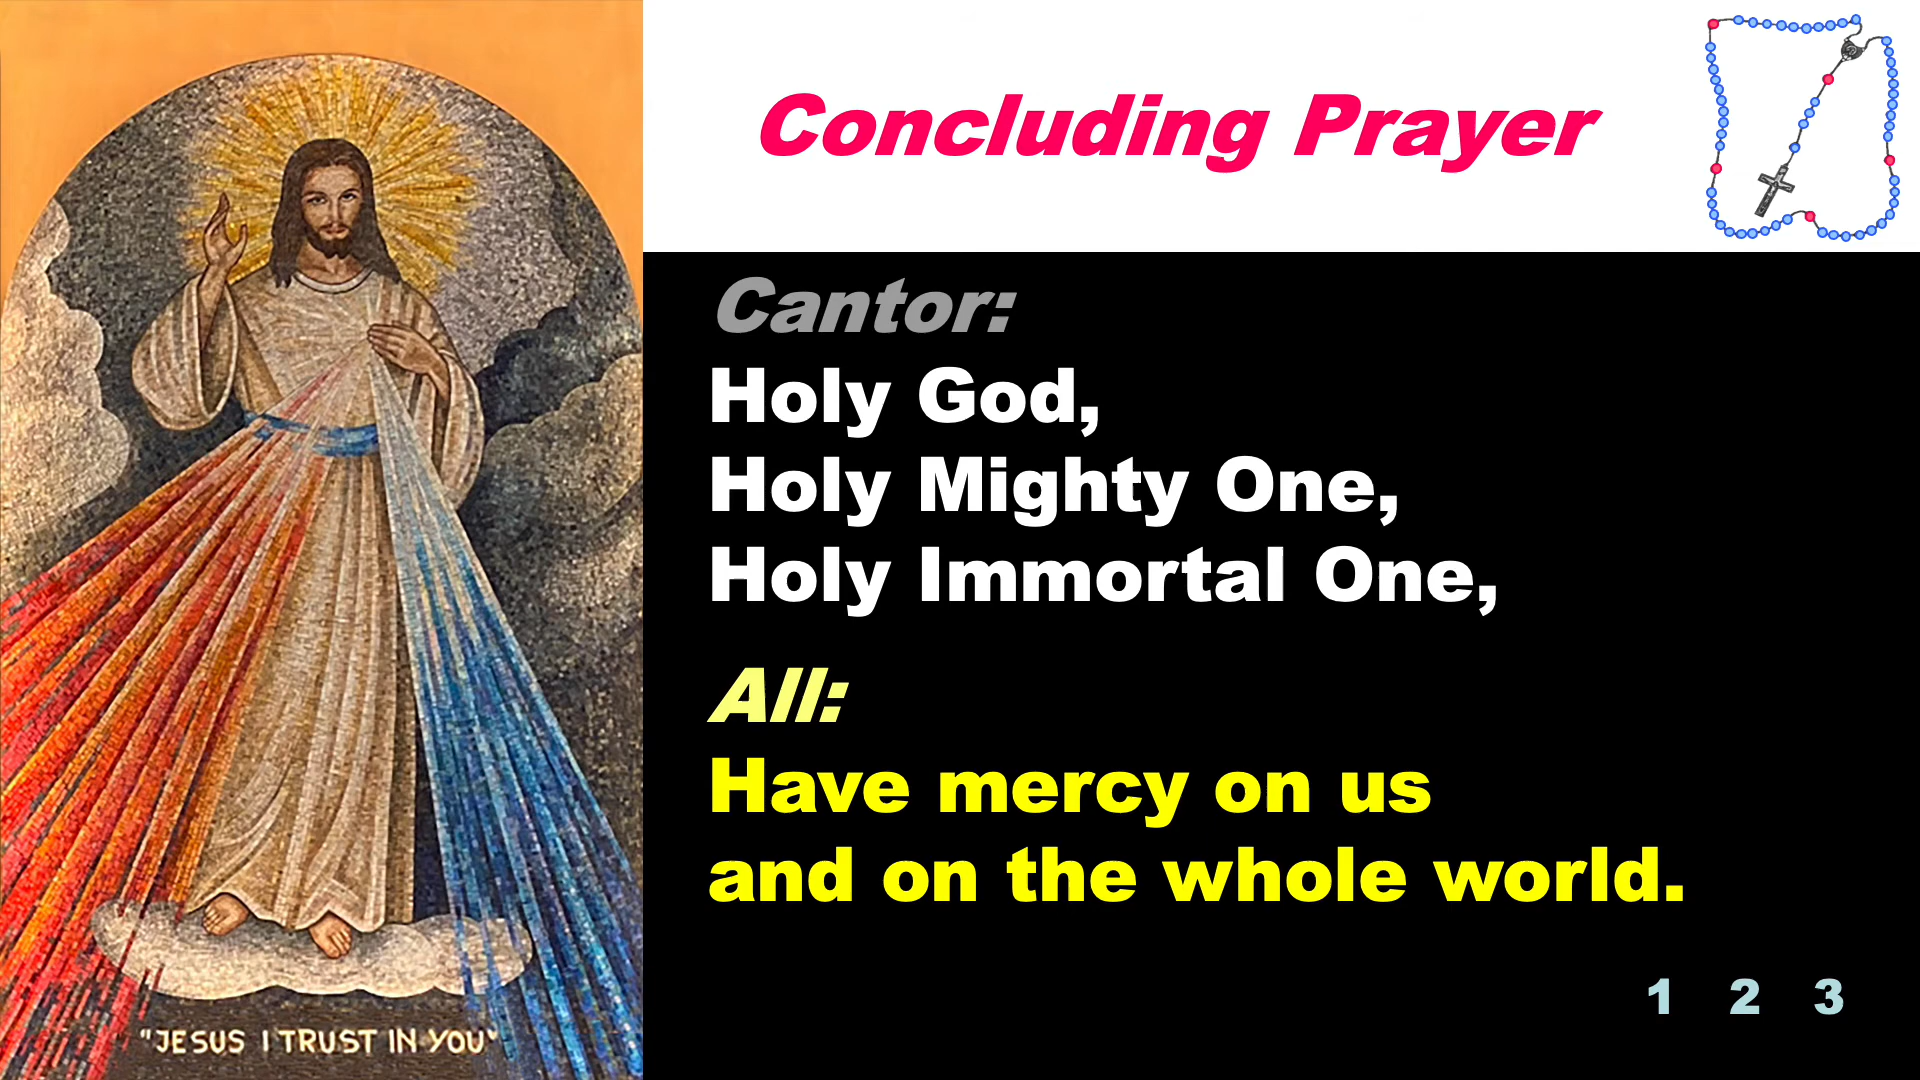 Concluding Prayer
Cantor:
Holy God,
Holy Mighty One,
Holy Immortal One,
All:
Have mercy on us
and on the whole world.
1 2 3
"JESUS I TRUST IN YOU"